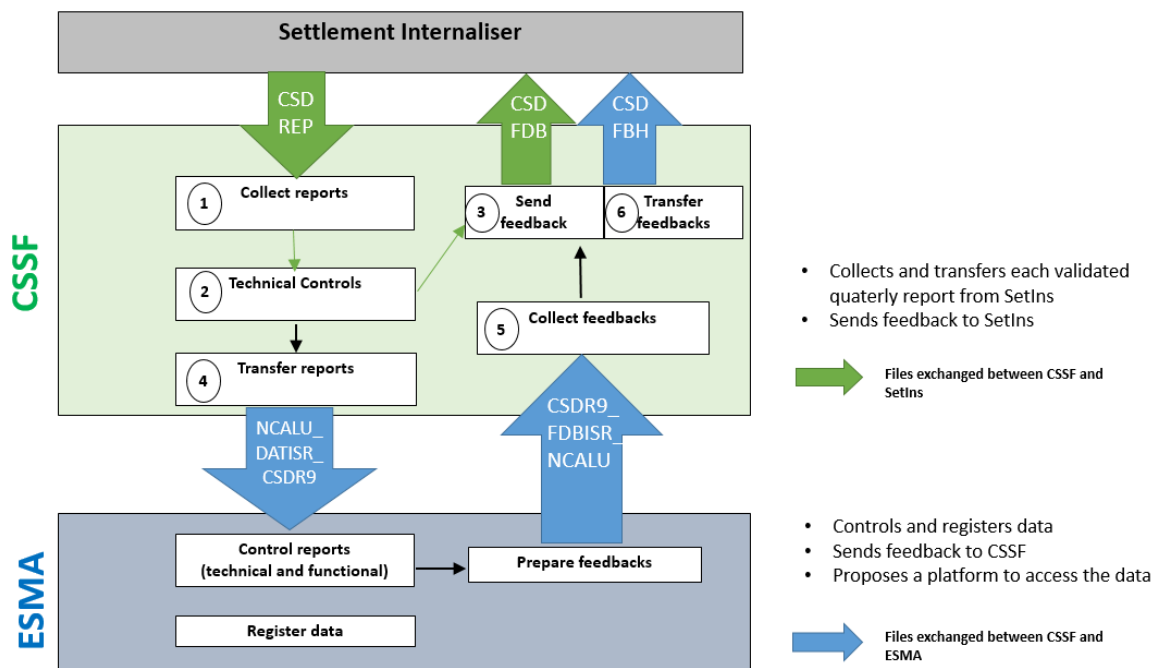 Settlement Internaliser
CSD
REP
CSD
FDB
CSD
FBH
CSSF
1
Collect reports
3
Send
feedback
6
Transfer
feedbacks
2
Technical Controls
5
Collect feedbacks
4
Transfer reports
• Collects and transfers each validated
quaterly report from SetIns
• Sends feedback to SetIns
Files exchanged between CSSF and
SetIns
NCALU_
DATISR_
CSDR9
CSDR9_
FDBISR_
NCALU
ESMA
Control reports
(technical and functional)
Prepare feedbacks
Register data
• Controls and registers data
• Sends feedback to CSSF
• Proposes a platform to access the data
Files exchanged between CSSF and
ESMA